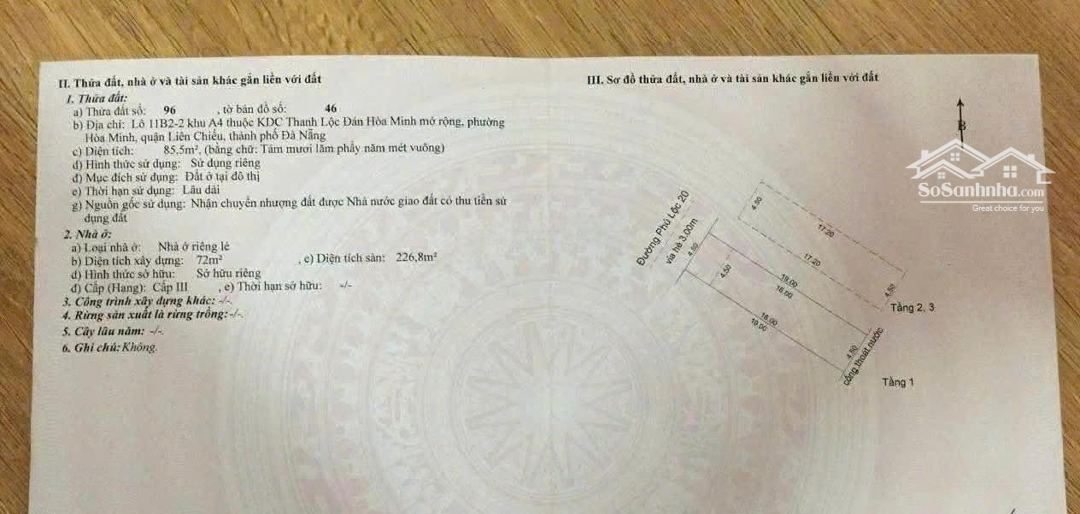 II. Thửa đất, nhà ở và tài sản khác gắn liền với đất
1. Thửa đất:
a) Thửa đất số: 96 , tờ bản đồ số: 46
b) Địa chỉ: Lô 11B2-2 khu A4 thuộc KDC Thanh Lộc Đán Hòa Minh mở rộng, phường
Hòa Minh, quận Liên Chiểu, thành phố Đà Nẵng
c) Diện tích: 85,5m², (bằng chữ: Tám mươi lăm phẩy năm mét vuông)
d) Hình thức sử dụng: Sử dụng riêng
đ) Mục đích sử dụng: Đất ở tại đô thị
e) Thời hạn sử dụng: Lâu dài
g) Nguồn gốc sử dụng: Nhận chuyển nhượng đất được Nhà nước giao đất có thu tiền sử
dụng đất
2. Nhà ở:
a) Loại nhà ở: Nhà ở riêng lẻ
b) Diện tích xây dựng: 72m² , c) Diện tích sàn: 226,8m²
d) Hình thức sở hữu: Sở hữu riêng
đ) Cấp (Hạng): Cấp III , e) Thời hạn sở hữu: -/-
3. Công trình xây dựng khác: -/-.
4. Rừng sản xuất là rừng trồng: -/-.
5. Cây lâu năm: -/-.
6. Ghi chú: Không.
III. Sơ đồ thửa đất, nhà ở và tài sản khác gắn liền với đất
B
SoSanhnha.com
Great choice for you
Đường Phú Lộc 20
vỉa hè 3.00m
4.50
17.20
17.20
4.50
Tầng 2, 3
4.50
4.50
19.00
16.00
16.00
19.00
4.50
cống thoát nước
Tầng 1